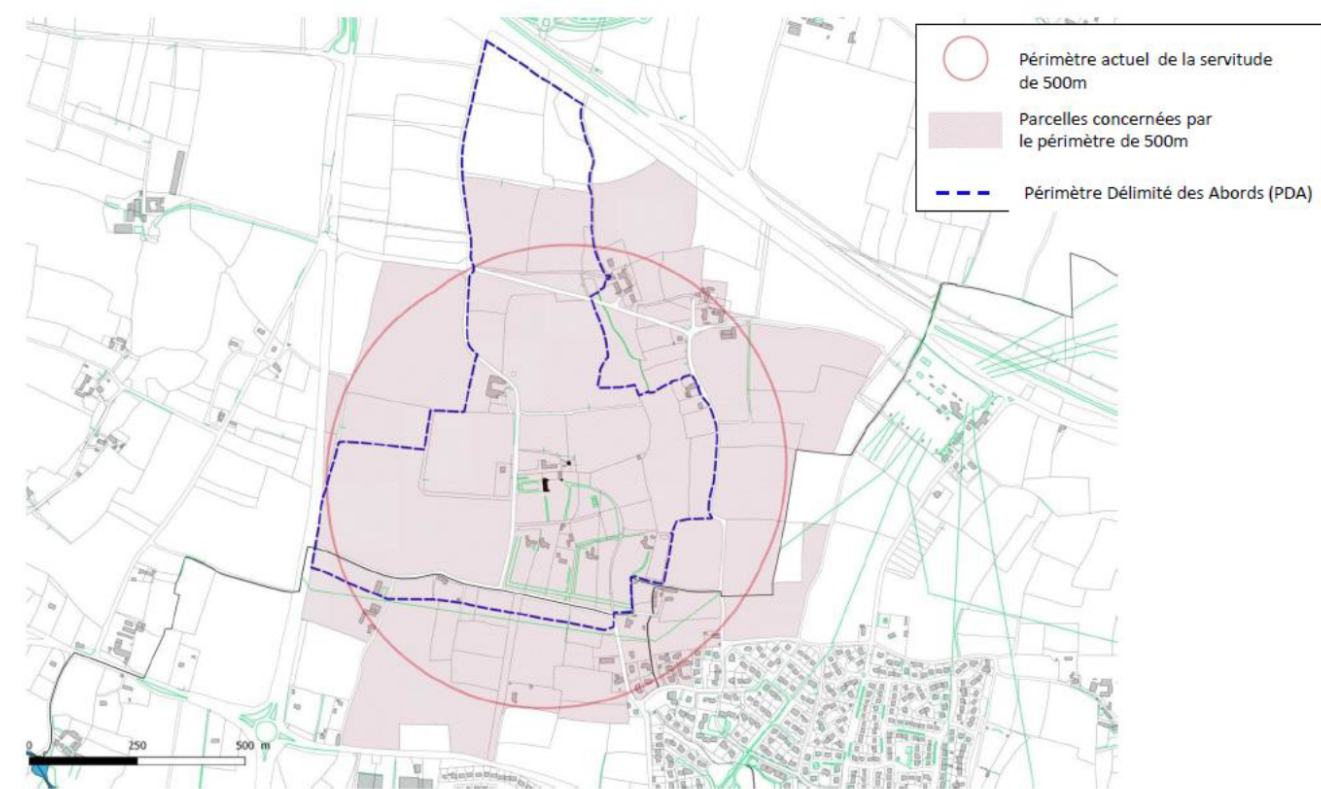 Périmètre actuel de la servitude
de 500m
Parcelles concernées par
le périmètre de 500m
Périmètre Délimité des Abords (PDA)
0 250 500 m